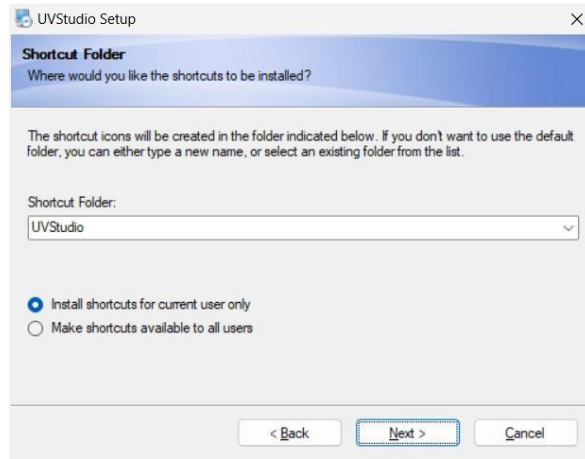 UVStudio Setup
Shortcut Folder
Where would you like the shortcuts to be installed?
The shortcut icons will be created in the folder indicated below. If you don't want to use the default
folder, you can either type a new name, or select an existing folder from the list.
Shortcut Folder:
UVStudio
Install shortcuts for current user only
Make shortcuts available to all users
< Back
Next >
Cancel